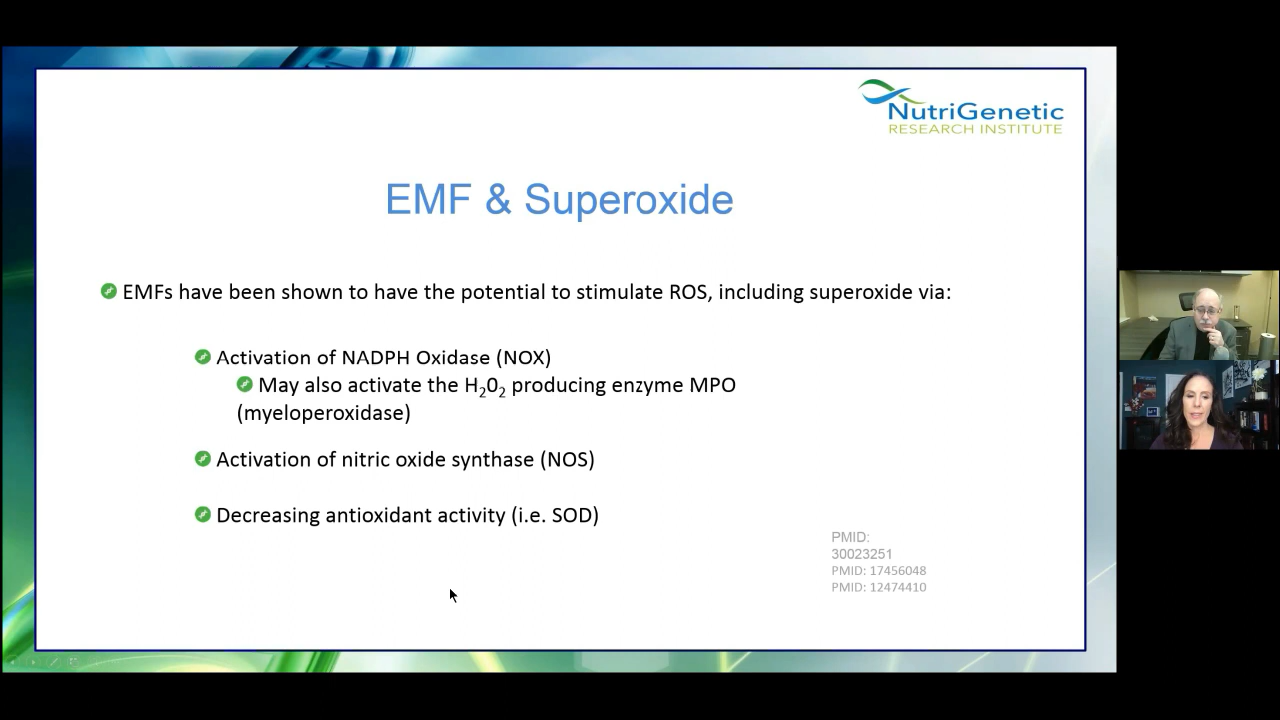 NutriGenetic
RESEARCH INSTITUTE
EMF & Superoxide
EMFs have been shown to have the potential to stimulate ROS, including superoxide via:
Activation of NADPH Oxidase (NOX)
May also activate the H₂0₂ producing enzyme MPO
(myeloperoxidase)
Activation of nitric oxide synthase (NOS)
Decreasing antioxidant activity (i.e. SOD)
PMID:
30023251
PMID: 17456048
PMID: 12474410